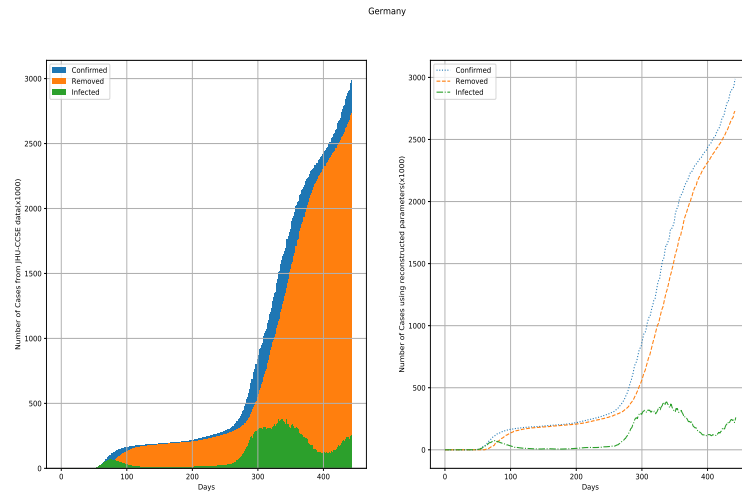 Germany
Number of Cases from JHU-CCSE data(x1000)
3000
2500
2000
1500
1000
500
0
Confirmed
Removed
Infected
0
100
200
300
400
Days
Number of Cases using reconstructed parameters(x1000)
3000
2500
2000
1500
1000
500
0
Confirmed
Removed
Infected
0
100
200
300
400
Days